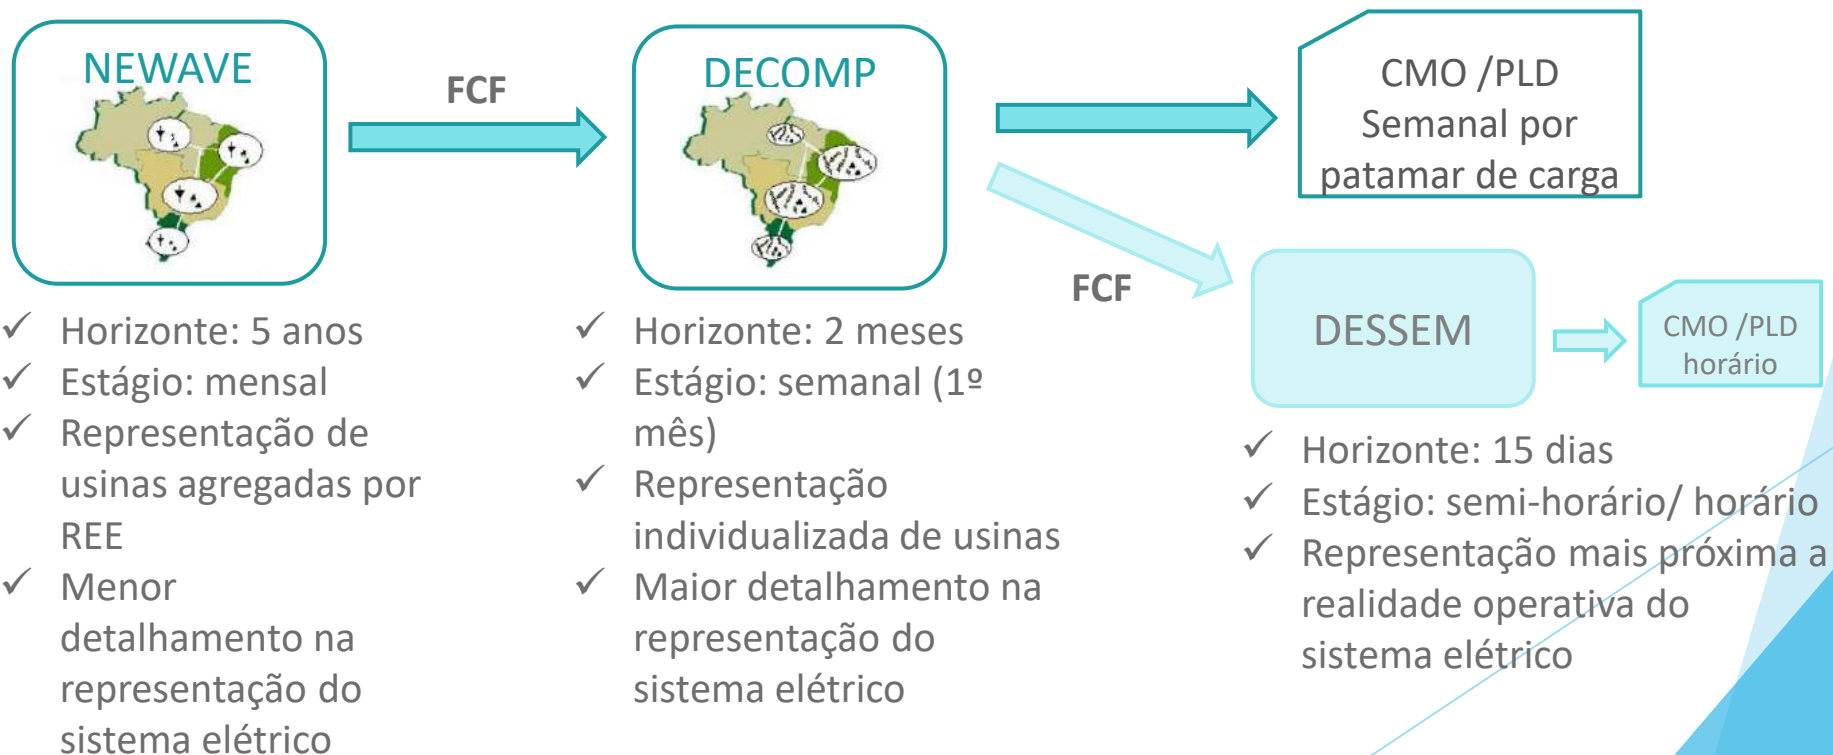 NEWAVE
FCF
DECOMP
CMO /PLD
Semanal por
patamar de carga
✓ Horizonte: 5 anos
✓ Estágio: mensal
✓ Representação de
usinas agregadas por
REE
✓ Menor
detalhamento na
representação do
sistema elétrico
✓ Horizonte: 2 meses
✓ Estágio: semanal (1º
mês)
✓ Representação
individualizada de usinas
✓ Maior detalhamento na
representação do
sistema elétrico
FCF
DESSEM
CMO /PLD
horário
✓ Horizonte: 15 dias
✓ Estágio: semi-horário/ horário
✓ Representação mais próxima a
realidade operativa do
sistema elétrico